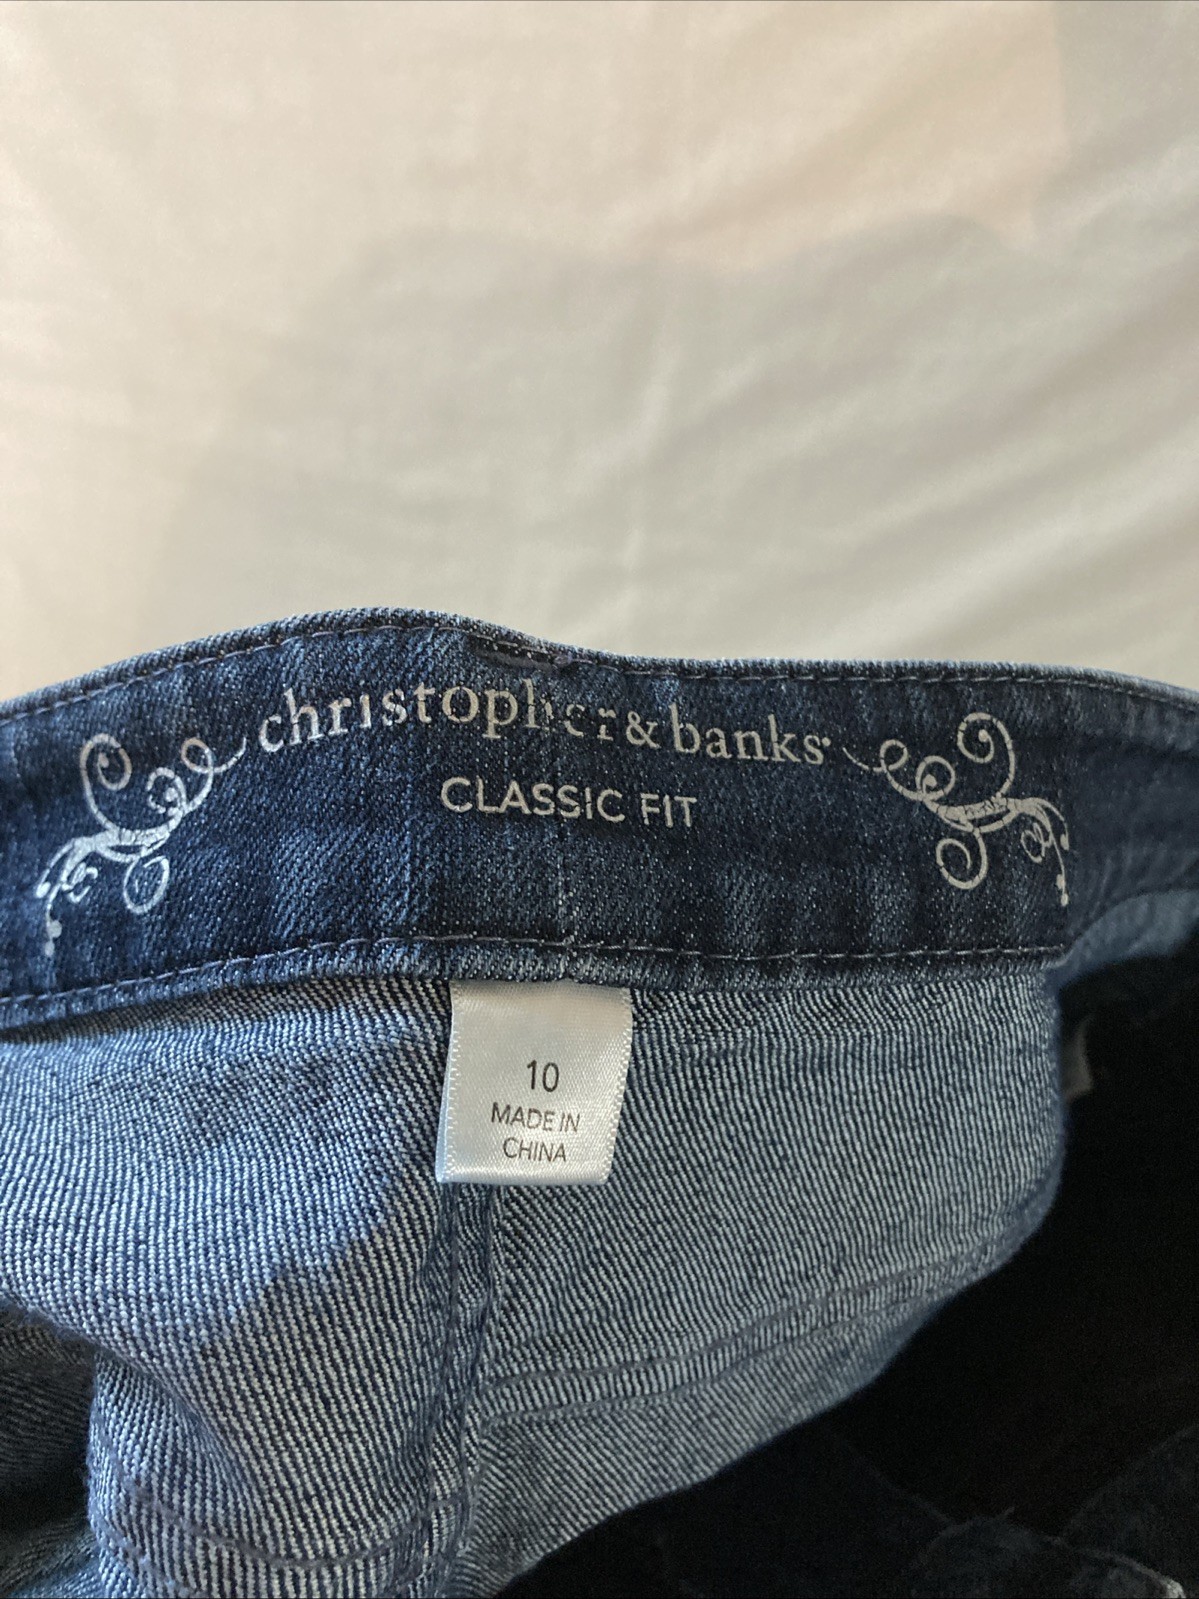 christopher & banks
CLASSIC FIT
10
MADE IN
CHINA